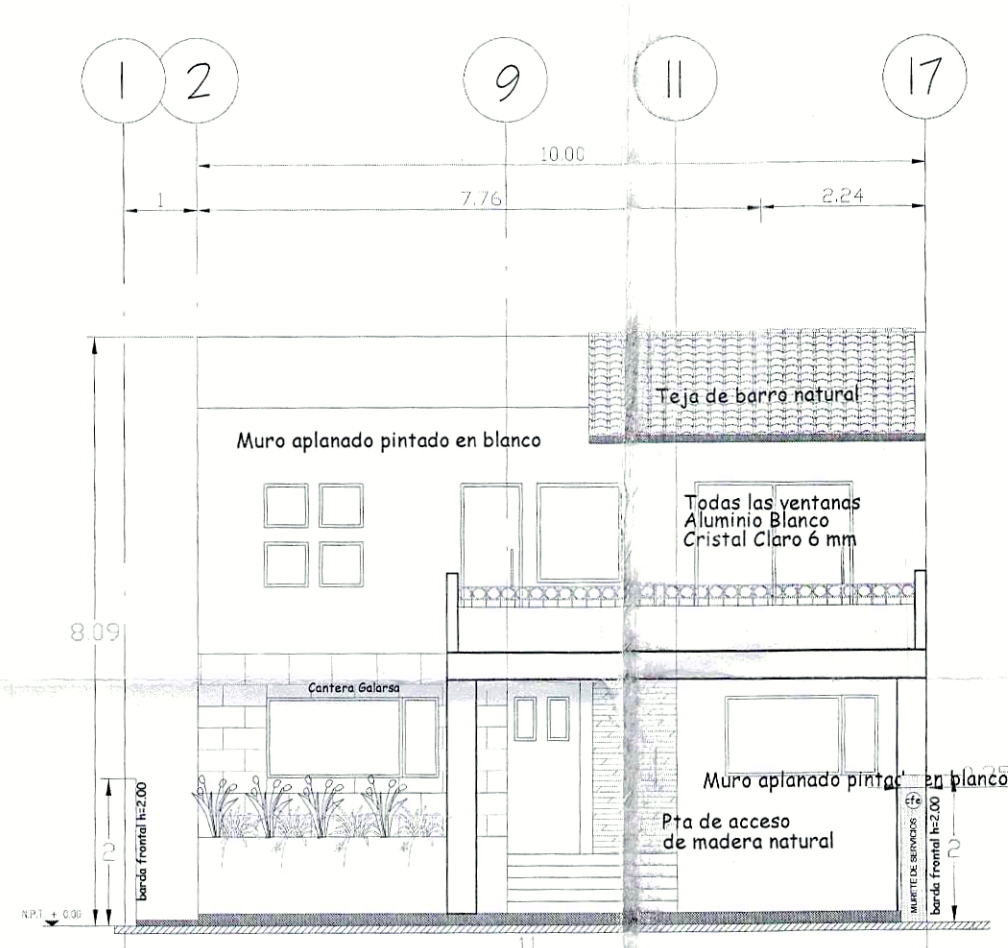 1 2 9 11 17
10.00
1 7.76 2.24
Teja de barro natural
Muro aplanado pintado en blanco
Todas las ventanas
Aluminio Blanco
Cristal Claro 6 mm
8.09
Cantera Galarsa
Muro aplanado en blanco
cfe
Pta de acceso
de madera natural
2
barda frontal h=2.00
MURETE DE SERVICIOS
barda frontal h=2.00
2
N.P.T. + 0.00
11